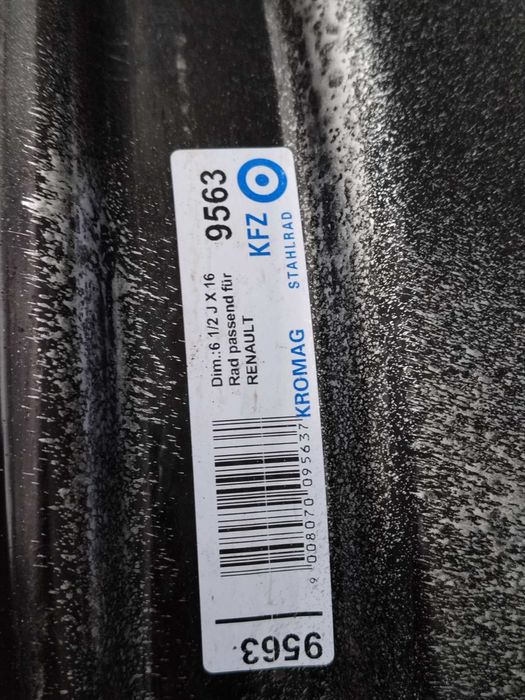 Dim.:6 1/2 J X 16
Rad passend für
RENAULT
9563
KFZ
KROMAG
STAHLRAD
9 008070 095637
9563